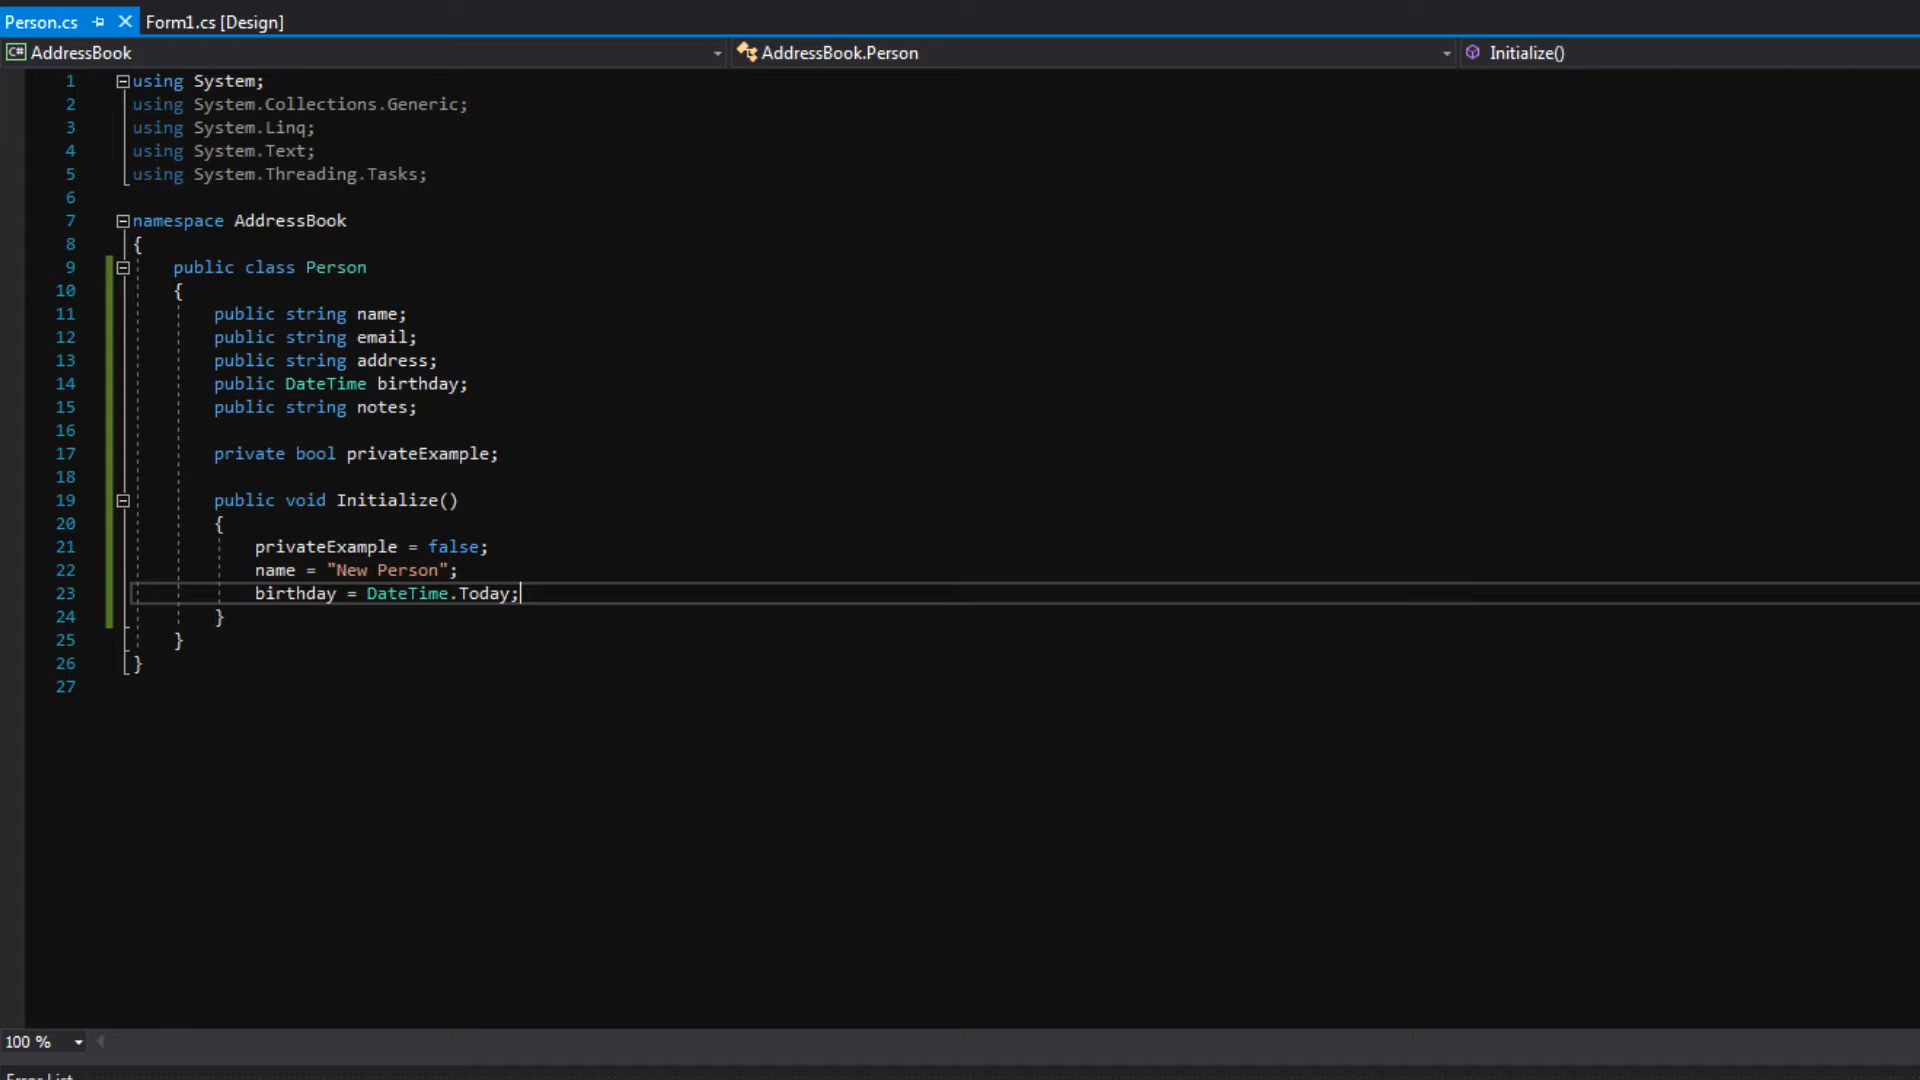 Person.cs
Form1.cs [Design]
C# AddressBook
AddressBook.Person
Initialize()
1 using System;
2 using System.Collections.Generic;
3 using System.Linq;
4 using System.Text;
5 using System.Threading.Tasks;
6
7 namespace AddressBook
8 {
9 public class Person
10 {
11 public string name;
12 public string email;
13 public string address;
14 public DateTime birthday;
15 public string notes;
16
17 private bool privateExample;
18
19 public void Initialize()
20 {
21 privateExample = false;
22 name = "New Person";
23 birthday = DateTime.Today;
24 }
25 }
26 }
27
100 %
Error List